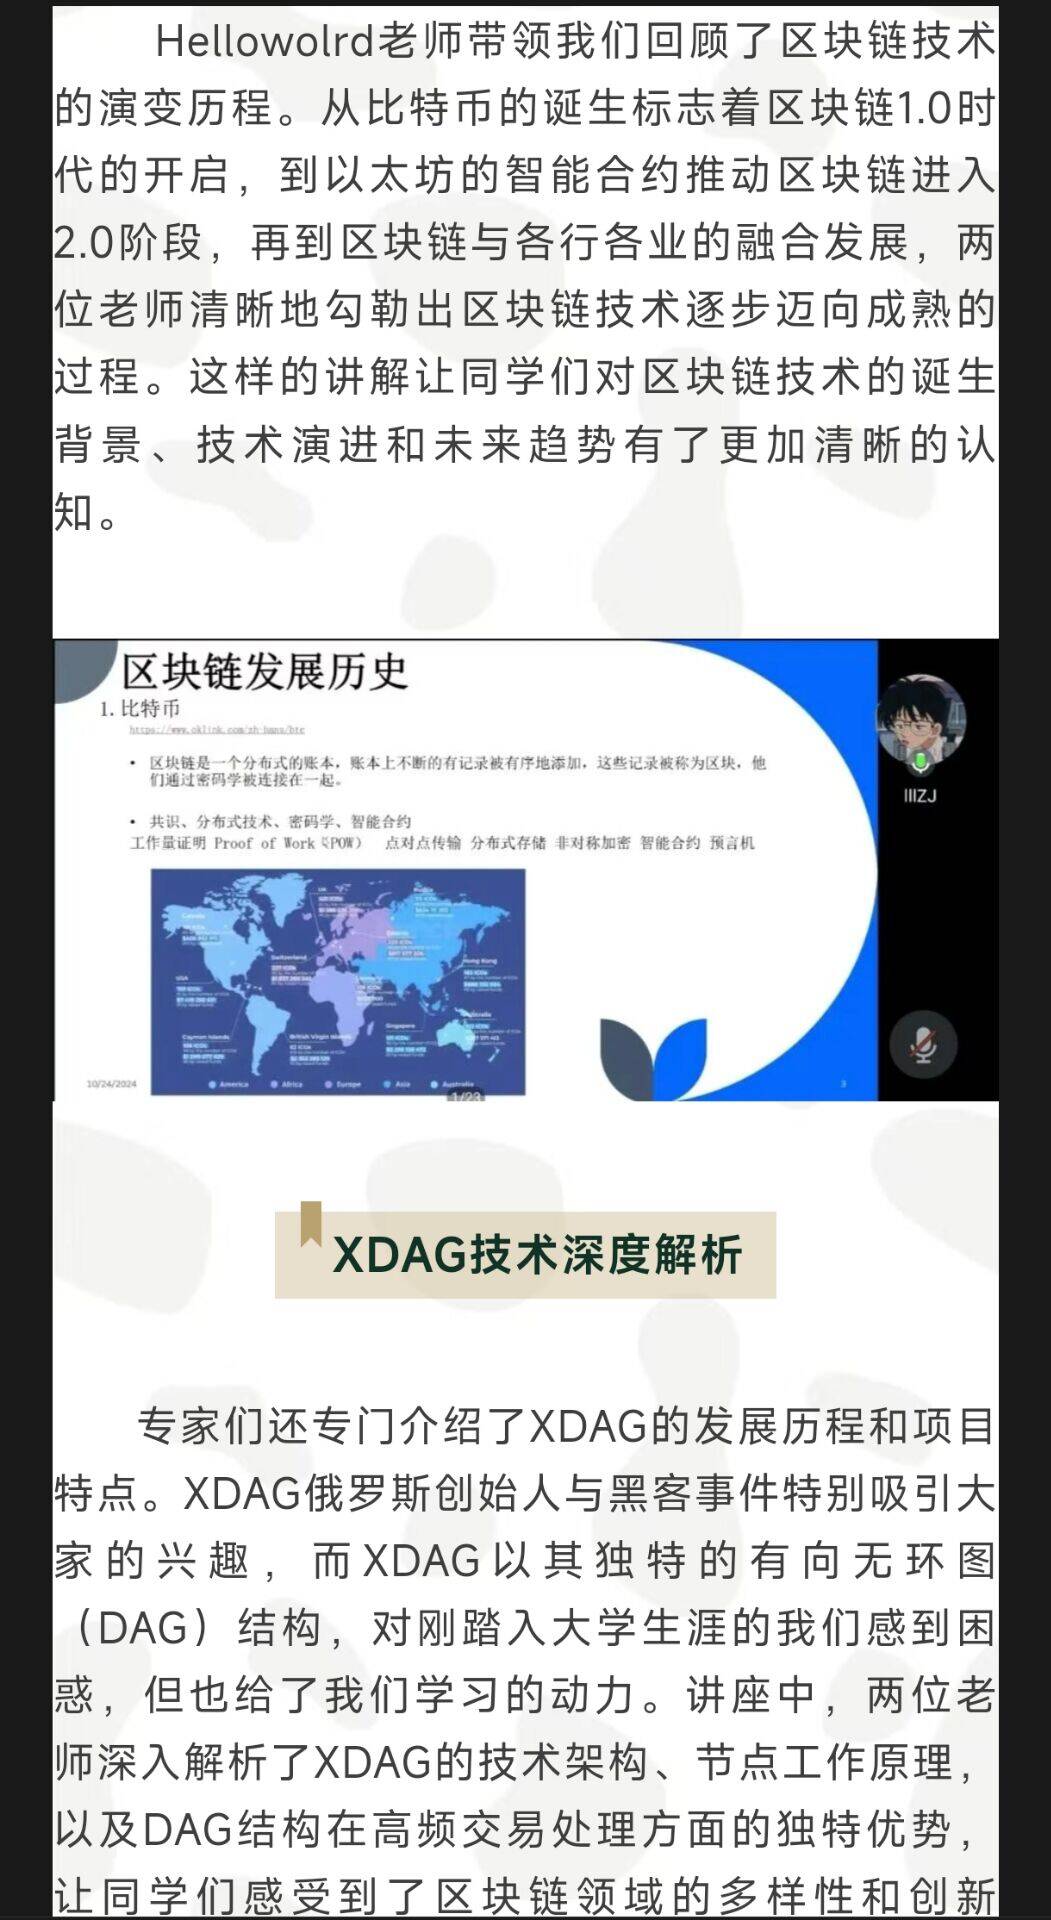 Hellowolrd老师带领我们回顾了区块链技术
的演变历程。从比特币的诞生标志着区块链1.0时
代的开启，到以太坊的智能合约推动区块链进入
2.0阶段，再到区块链与各行各业的融合发展，两
位老师清晰地勾勒出区块链技术逐步迈向成熟的
过程。这样的讲解让同学们对区块链技术的诞生
背景、技术演进和未来趋势有了更加清晰的认
知。
区块链发展历史
1. 比特币
https://www.oklink.com/zh-hans/btc
• 区块链是一个分布式的账本，账本上不断的有记录被有序地添加，这些记录被称为区块，他
们通过密码学被连接在一起。
• 共识、分布式技术、密码学、智能合约
工作量证明 Proof of Work（POW） 点对点传输 分布式存储 非对称加密 智能合约 预言机
IIIZJ
UK
Russia
Canada
Switzerland
Hong Kong
USA
Australia
Cayman Islands
British Virgin Islands
Singapore
America Africa Europe Asia Australia
10/24/2024
1/23
3
XDAG技术深度解析
专家们还专门介绍了XDAG的发展历程和项目
特点。XDAG俄罗斯创始人与黑客事件特别吸引大
家的兴趣，而XDAG以其独特的有向无环图
（DAG）结构，对刚踏入大学生涯的我们感到困
惑，但也给了我们学习的动力。讲座中，两位老
师深入解析了XDAG的技术架构、节点工作原理，
以及DAG结构在高频交易处理方面的独特优势，
让同学们感受到了区块链领域的多样性和创新